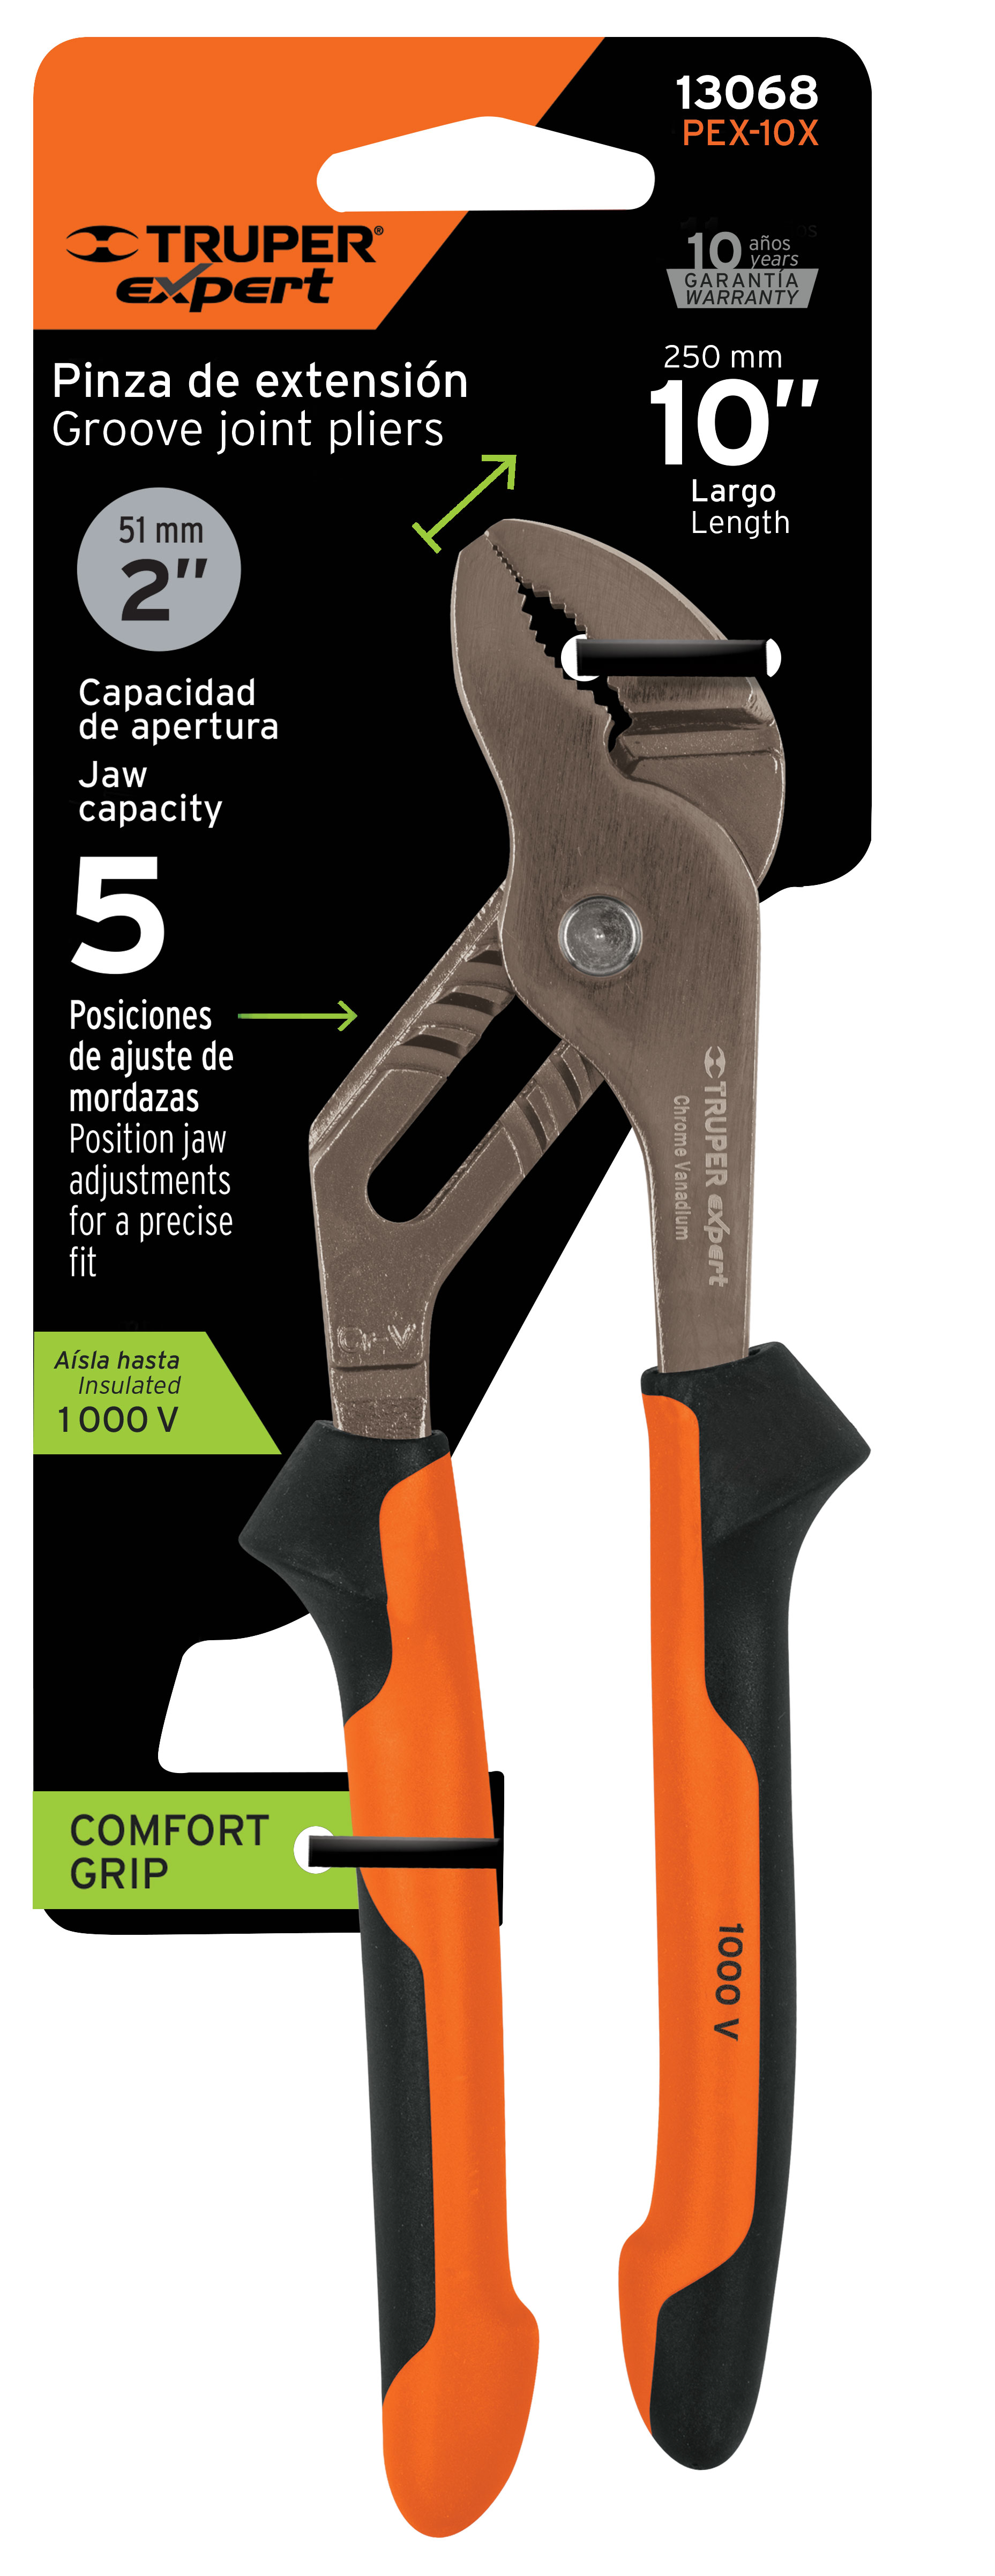 13068
PEX-10X
TRUPER®
expert
10 años
years
GARANTÍA
WARRANTY
Pinza de extensión
Groove joint pliers
250 mm
10"
Largo
Length
51 mm
2"
Capacidad
de apertura
Jaw
capacity
5
Posiciones
de ajuste de
mordazas
Position jaw
adjustments
for a precise
fit
TRUPER expert
Chrome Vanadium
Aísla hasta
Insulated
1 000 V
COMFORT
GRIP
1000 V